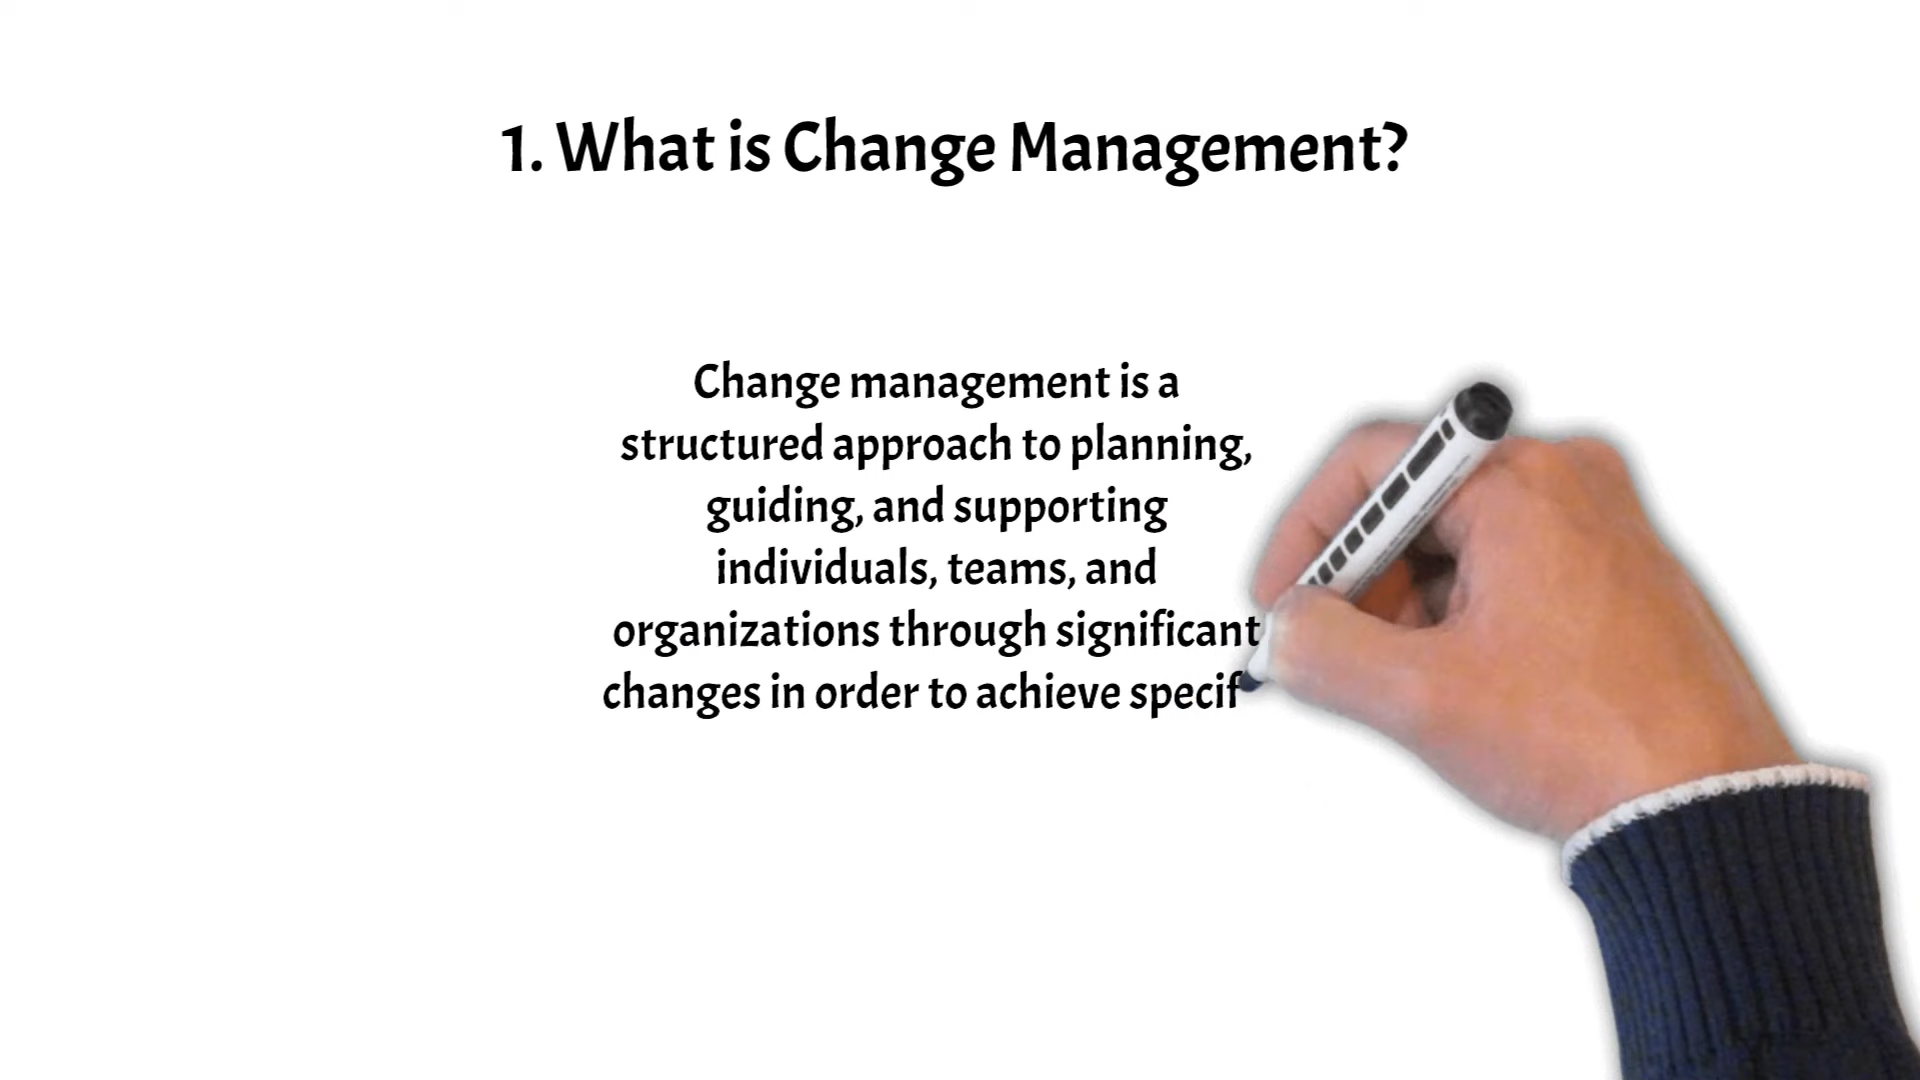 1. What is Change Management?
Change management is a
structured approach to planning,
guiding, and supporting
individuals, teams, and
organizations through significant
changes in order to achieve specif